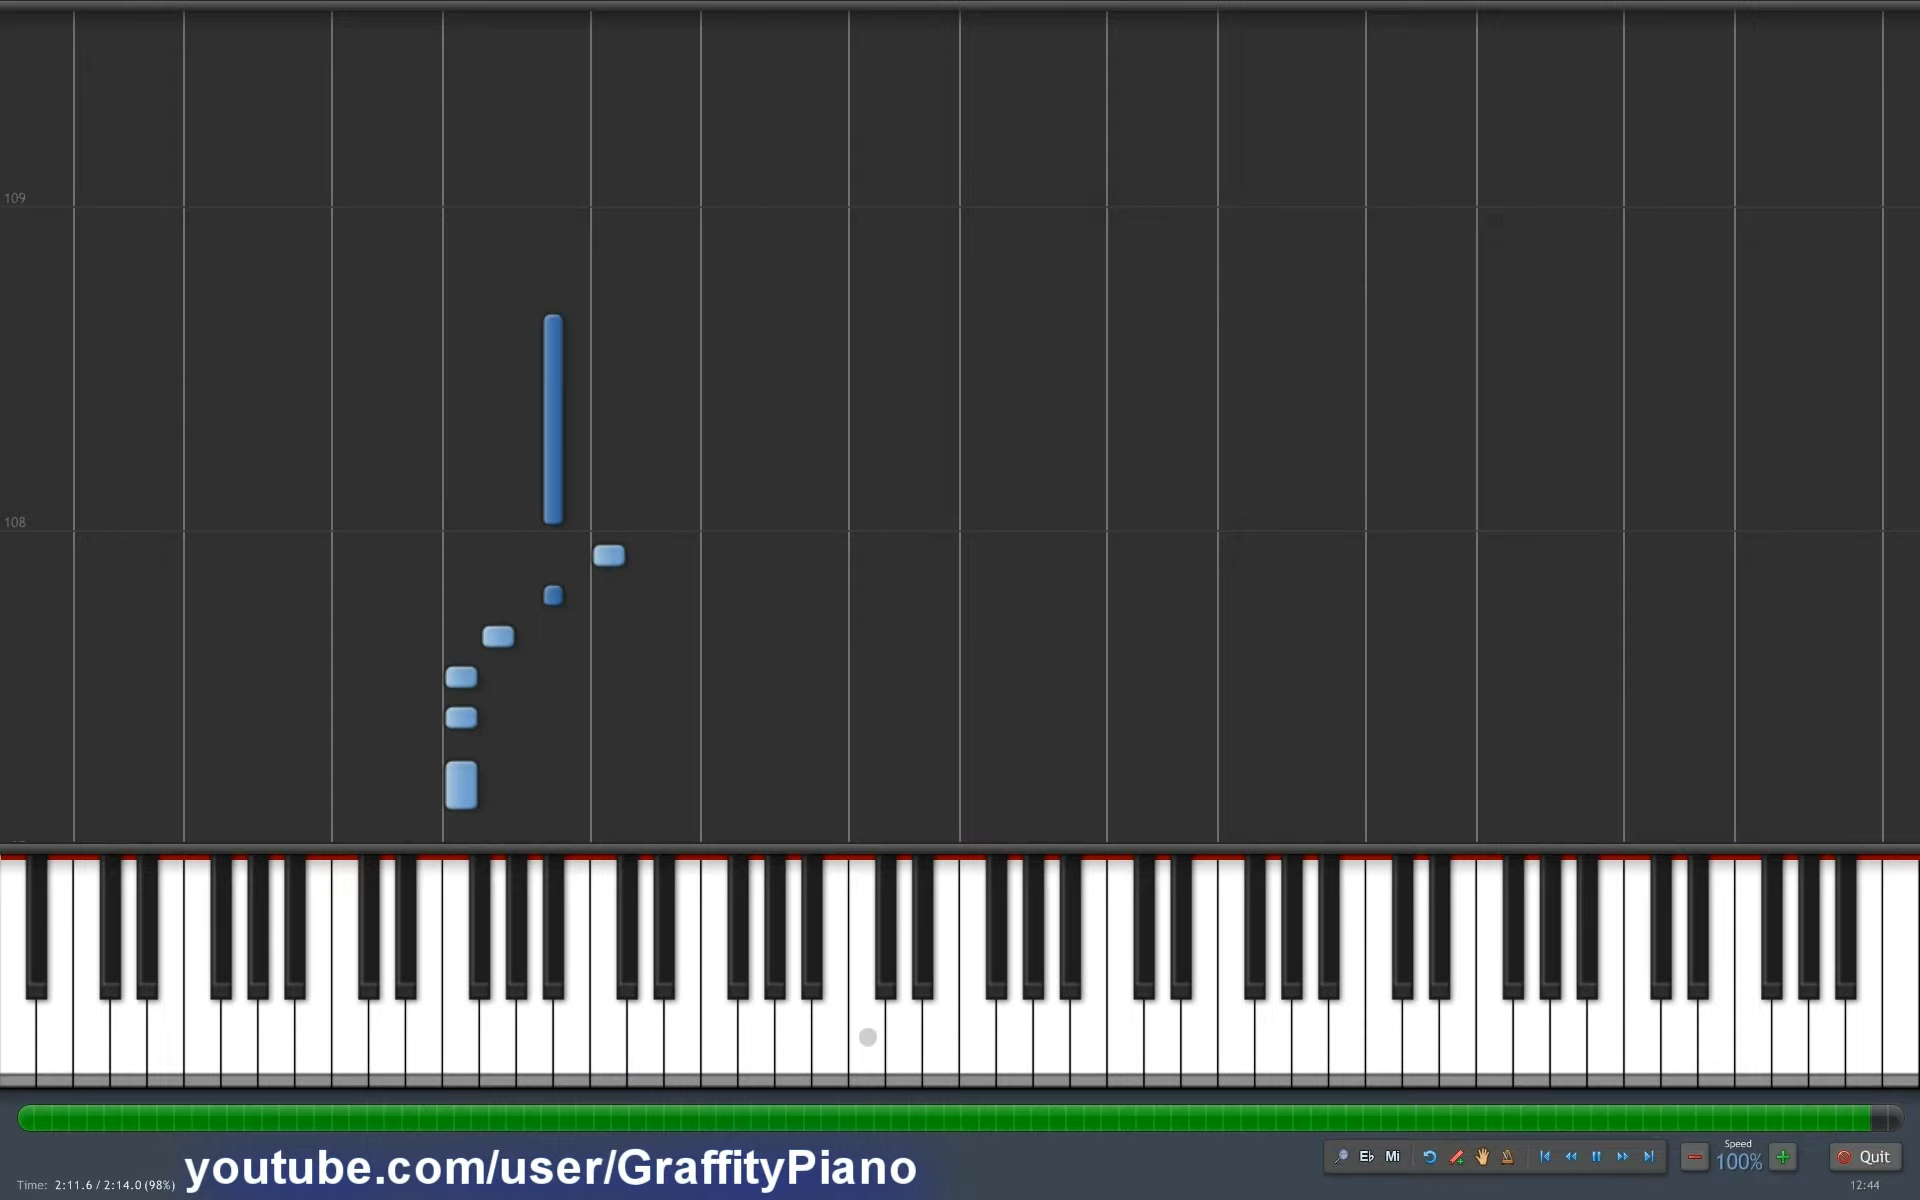 109
108
youtube.com/user/GraffityPiano
Time: 2:11.6 / 2:14.0 (98%)
Eb Mi
Speed
100%
Quit
12:44